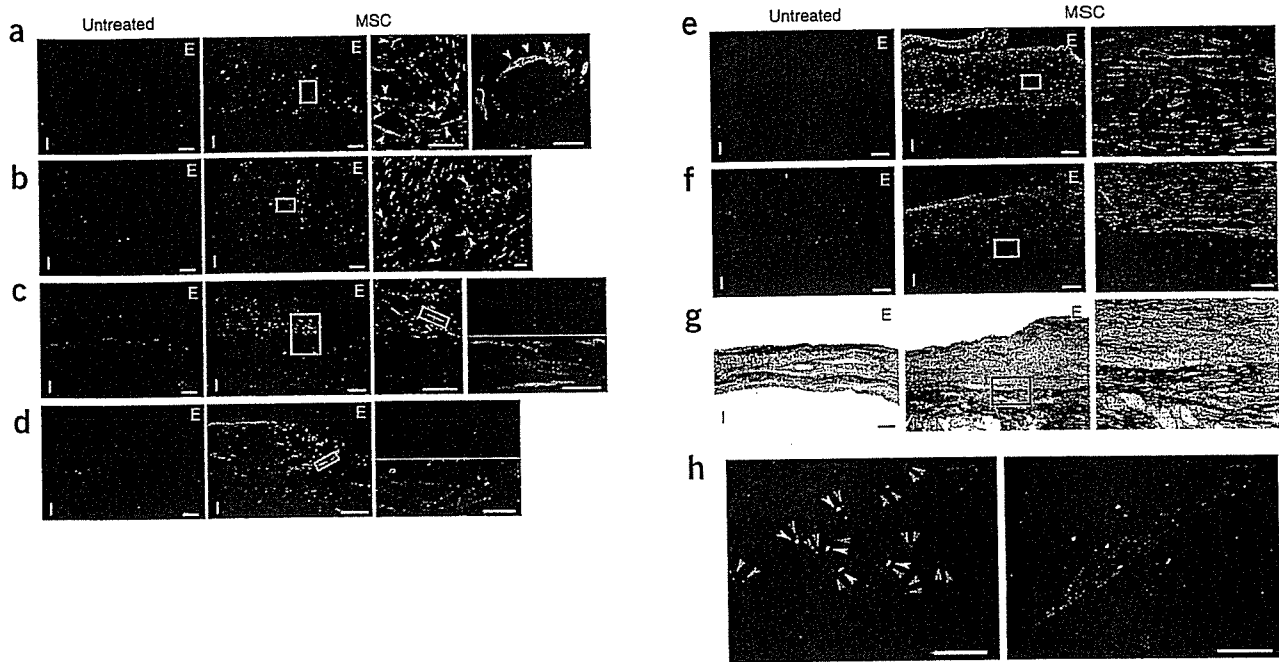 Untreated MSC
a E E
b E E
c E E
d E E
Untreated MSC
e E E
f E E
g E E
h